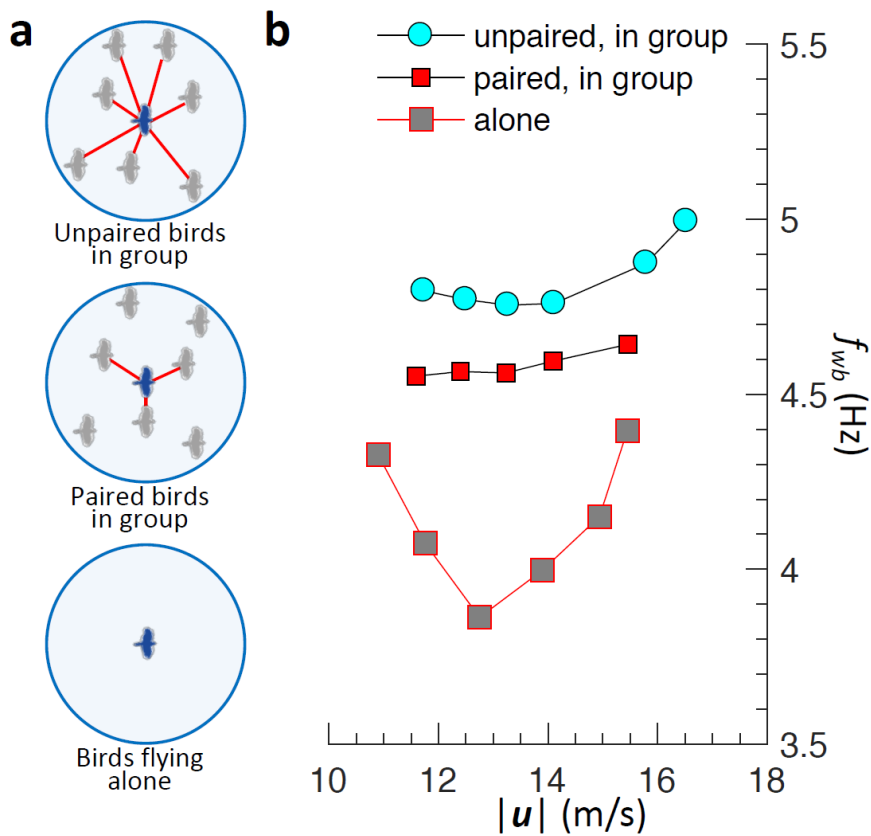 a
Unpaired birds
in group
Paired birds
in group
Birds flying
alone
b
unpaired, in group
paired, in group
alone
5.5
5
4.5
4
3.5
f_wb (Hz)
10
12
14
16
18
|u| (m/s)